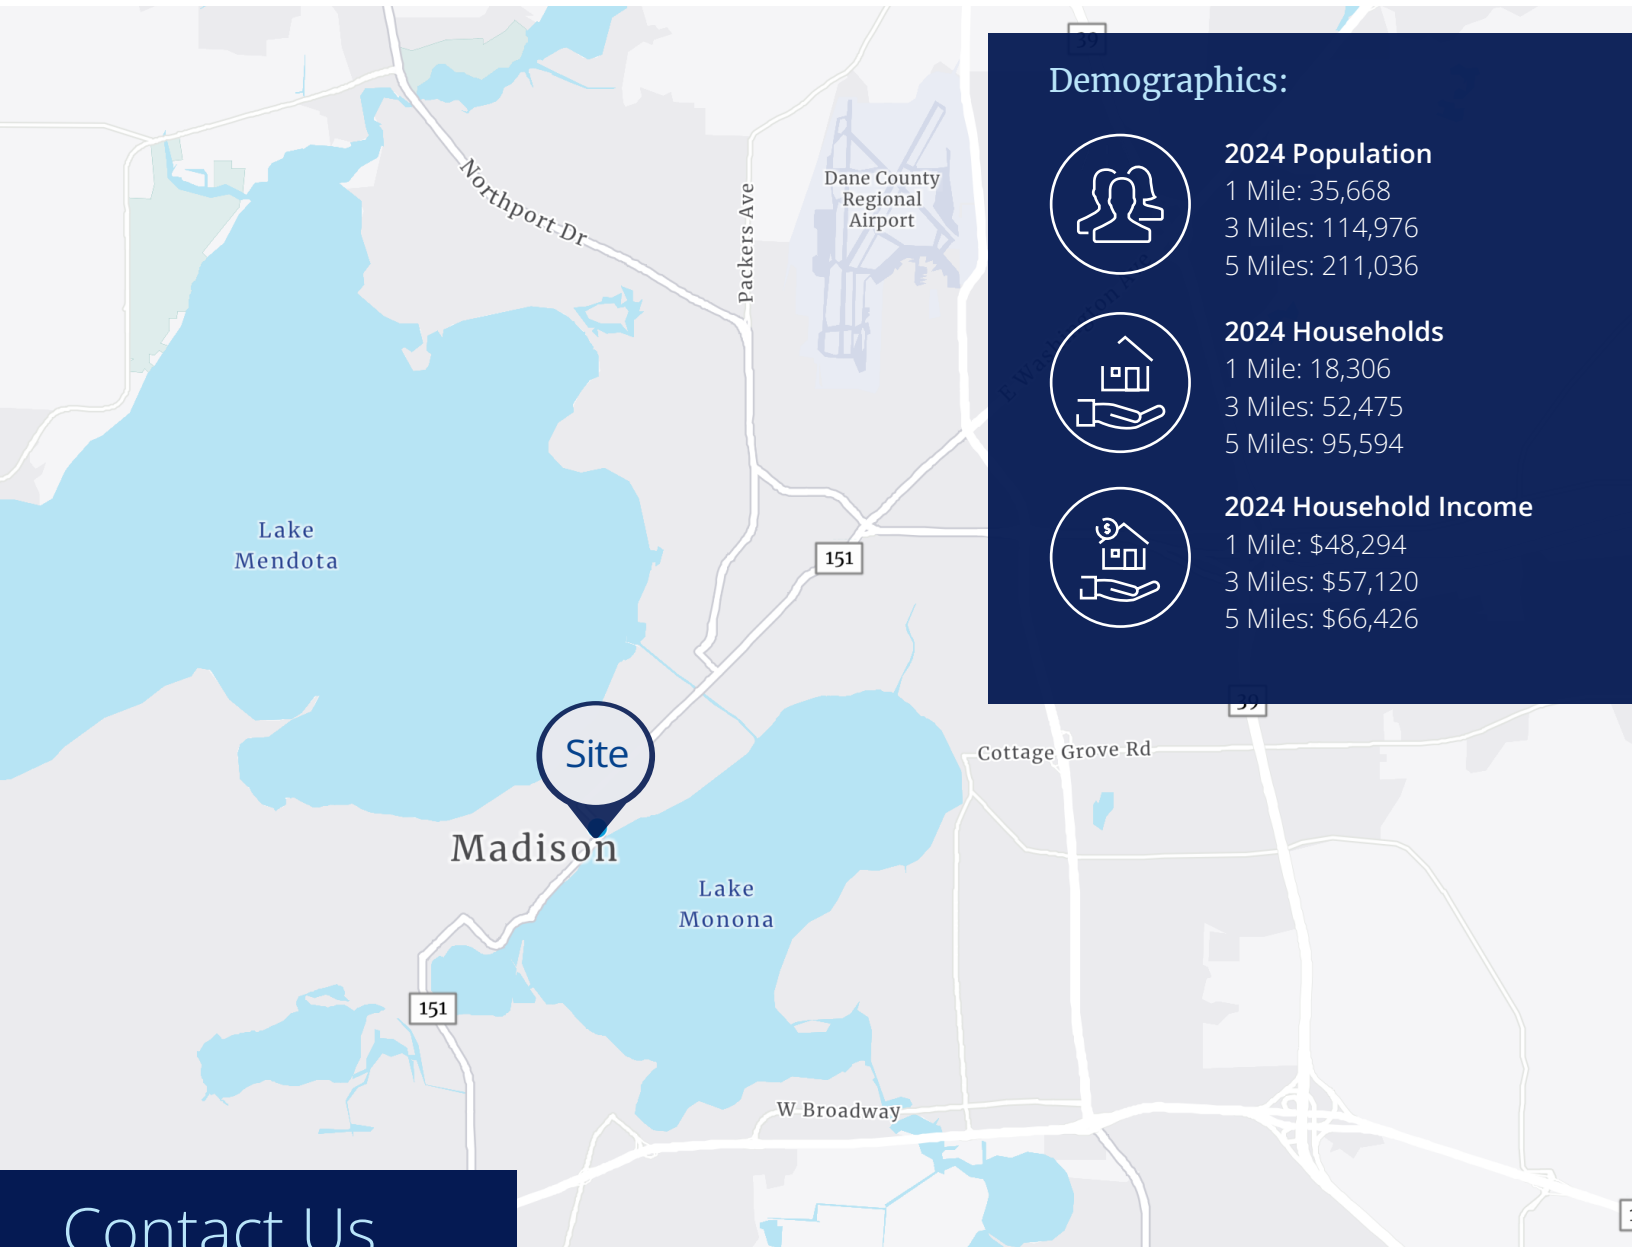 39
Demographics:
2024 Population
1 Mile: 35,668
3 Miles: 114,976
5 Miles: 211,036
2024 Households
1 Mile: 18,306
3 Miles: 52,475
5 Miles: 95,594
2024 Household Income
1 Mile: $48,294
3 Miles: $57,120
5 Miles: $66,426
$
Northport Dr
Packers Ave
Dane County
Regional
Airport
E Washington Ave
Lake
Mendota
151
39
Site
Cottage Grove Rd
Madison
Lake
Monona
151
W Broadway
Contact Us